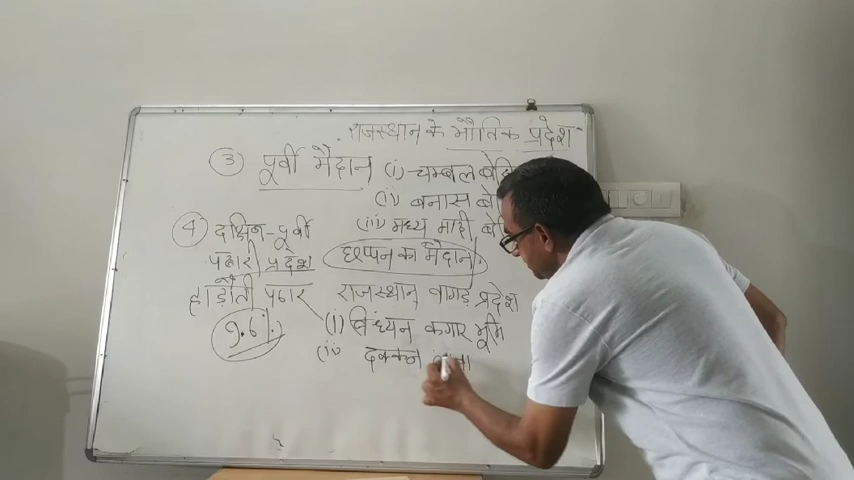 राजस्थान के भौतिक प्रदेश
③ पूर्वी मैदान (i) चम्बल
(ii) बनास
④ दक्षिण-पूर्वी (iii) मध्य माही
पठारी प्रदेश छप्पन का मैदान
हाड़ौती पठार राजस्थान वागड़ प्रदेश
9.6% (i) विंध्यन कगार भूमि
(ii) दक्कन